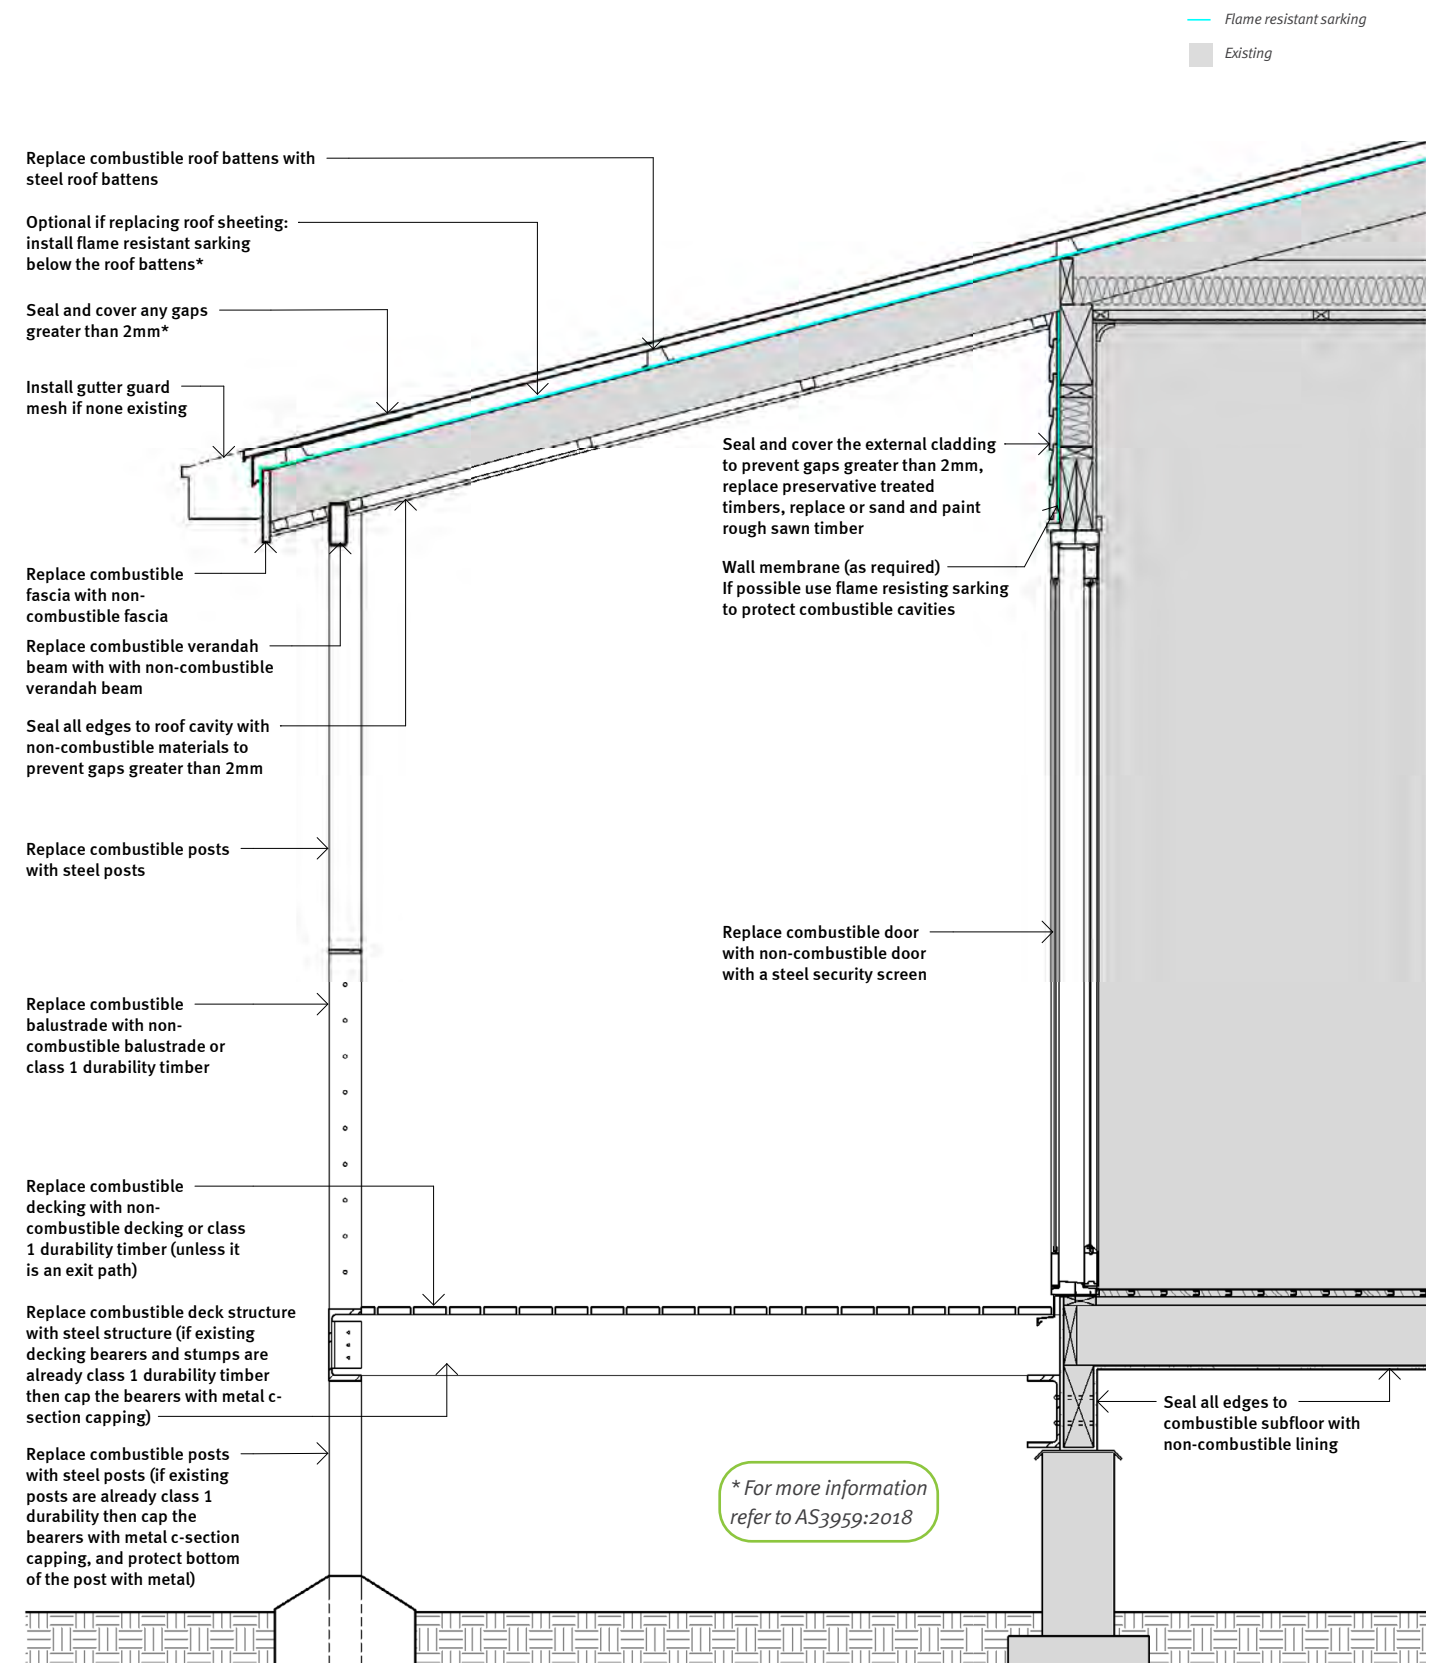 Flame resistant sarking
Existing
Replace combustible roof battens with
steel roof battens
Optional if replacing roof sheeting:
install flame resistant sarking
below the roof battens*
Seal and cover any gaps
greater than 2mm*
Install gutter guard
mesh if none existing
Replace combustible
fascia with non-
combustible fascia
Replace combustible verandah
beam with with non-combustible
verandah beam
Seal all edges to roof cavity with
non-combustible materials to
prevent gaps greater than 2mm
Replace combustible posts
with steel posts
Replace combustible
balustrade with non-
combustible balustrade or
class 1 durability timber
Replace combustible
decking with non-
combustible decking or class
1 durability timber (unless it
is an exit path)
Replace combustible deck structure
with steel structure (if existing
decking bearers and stumps are
already class 1 durability timber
then cap the bearers with metal c-
section capping)
Replace combustible posts
with steel posts (if existing
posts are already class 1
durability then cap the
bearers with metal c-section
capping, and protect bottom
of the post with metal)
Seal and cover the external cladding
to prevent gaps greater than 2mm,
replace preservative treated
timbers, replace or sand and paint
rough sawn timber
Wall membrane (as required)
If possible use flame resisting sarking
to protect combustible cavities
Replace combustible door
with non-combustible door
with a steel security screen
Seal all edges to
combustible subfloor with
non-combustible lining
* For more information
refer to AS3959:2018